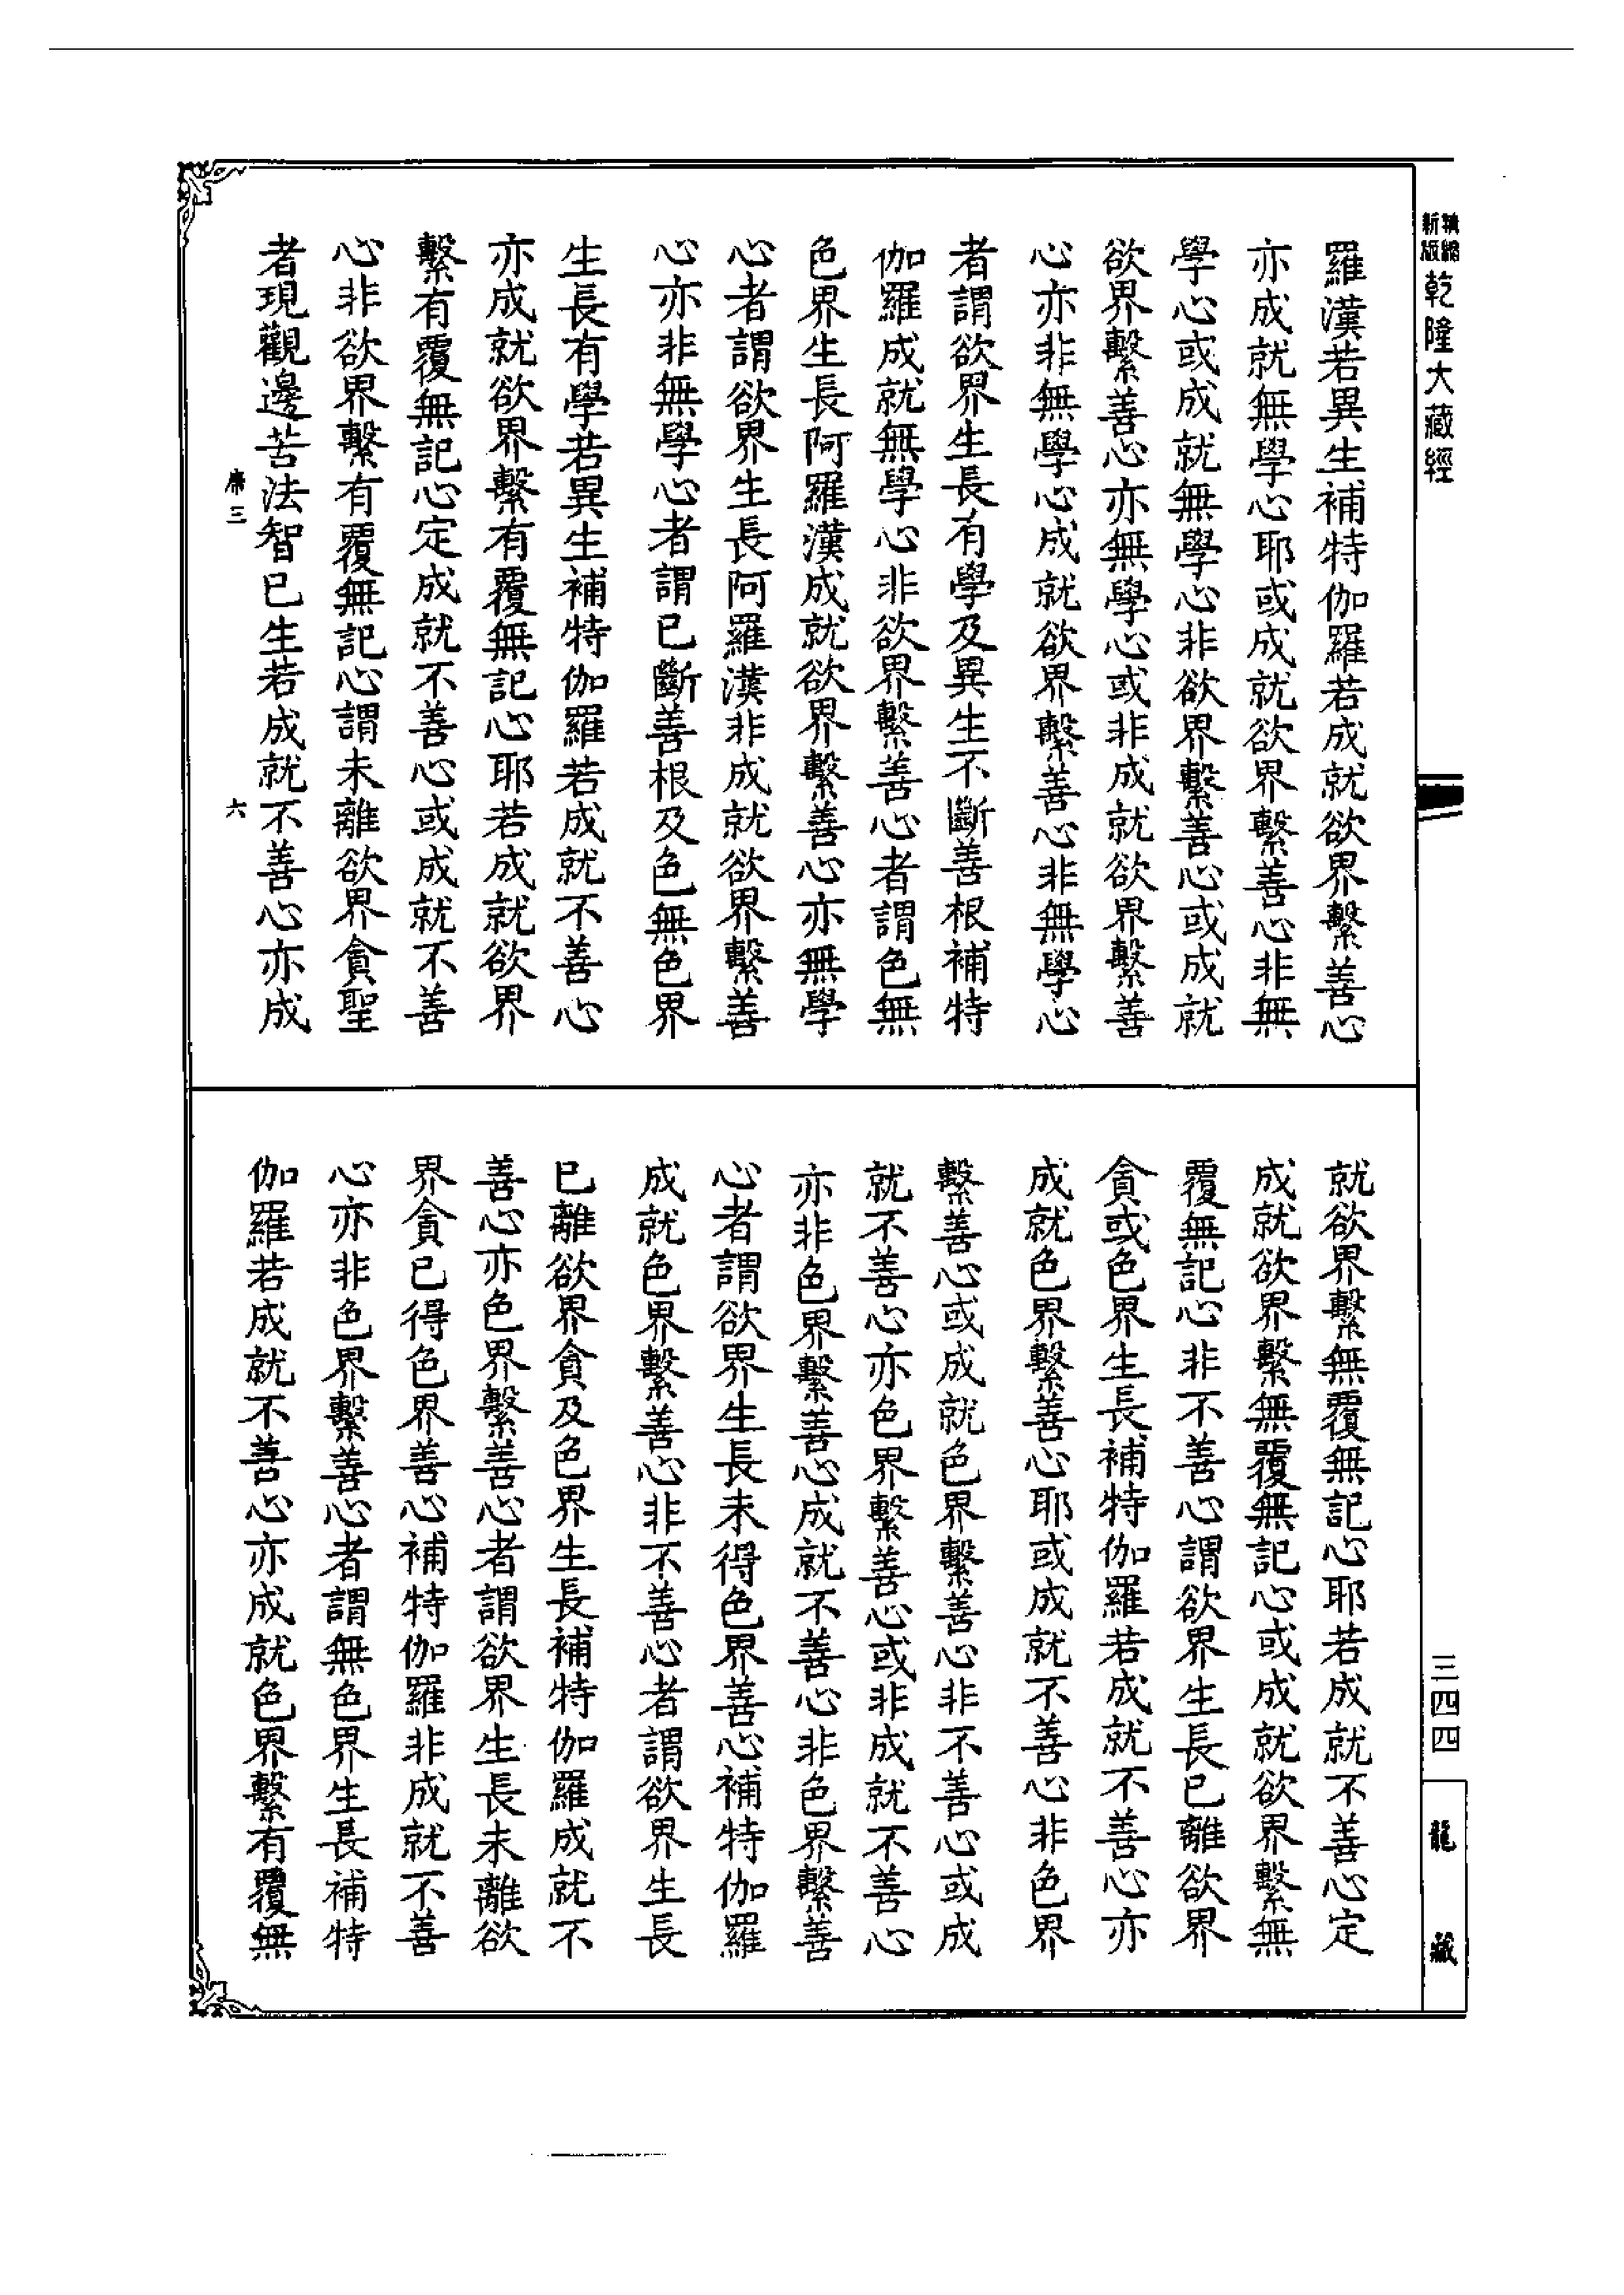 新版精縮乾隆大藏經
羅漢若異生補特伽羅若成就欲界繫善心
亦成就無學心耶或成就欲界繫善心非無
學心或成就無學心非欲界繫善心或成就
欲界繫善心亦無學心或非成就欲界繫善
心亦非無學心成就欲界繫善心非無學心
者謂欲界生長有學及異生不斷善根補特
伽羅成就無學心非欲界繫善心者謂色無
色界生長阿羅漢成就欲界繫善心亦無學
心者謂欲界生長阿羅漢非成就欲界繫善
心亦非無學心者謂已斷善根及色無色界
生長有學若異生補特伽羅若成就不善心
亦成就欲界繫有覆無記心耶若成就欲界
繫有覆無記心定成就不善心或成就不善
心非欲界繫有覆無記心謂未離欲界貪聖
者現觀邊苦法智已生若成就不善心亦成
席三
六
就欲界繫無覆無記心耶若成就不善心定
成就欲界繫無覆無記心或成就欲界繫無
覆無記心非不善心謂欲界生長已離欲界
貪或色界生長補特伽羅若成就不善心亦
成就色界繫善心耶或成就不善心非色界
繫善心或成就色界繫善心非不善心或成
就不善心亦色界繫善心或非成就不善心
亦非色界繫善心成就不善心非色界繫善
心者謂欲界生長未得色界善心補特伽羅
成就色界繫善心非不善心者謂欲界生長
已離欲界貪及色界生長補特伽羅成就不
善心亦色界繫善心者謂欲界生長未離欲
界貪已得色界善心補特伽羅非成就不善
心亦非色界繫善心者謂無色界生長補特
伽羅若成就不善心亦成就色界繫有覆無
三四四
龍藏